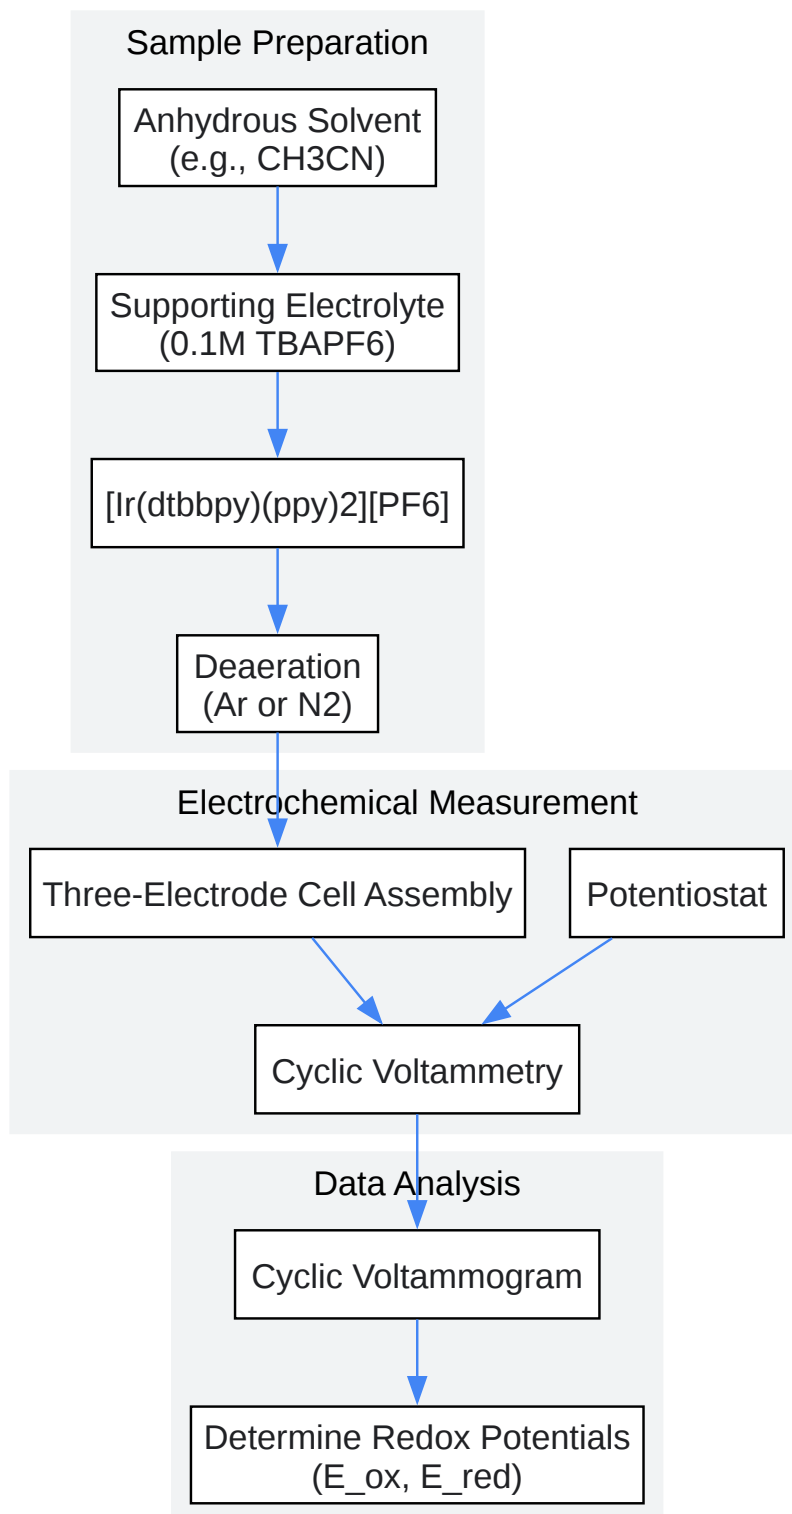 Sample Preparation
Anhydrous Solvent
(e.g., CH3CN)
Supporting Electrolyte
(0.1M TBAPF6)
[Ir(dtbbpy)(ppy)2][PF6]
Deaeration
(Ar or N2)
Electrochemical Measurement
Three-Electrode Cell Assembly
Potentiostat
Cyclic Voltammetry
Data Analysis
Cyclic Voltammogram
Determine Redox Potentials
(E_ox, E_red)